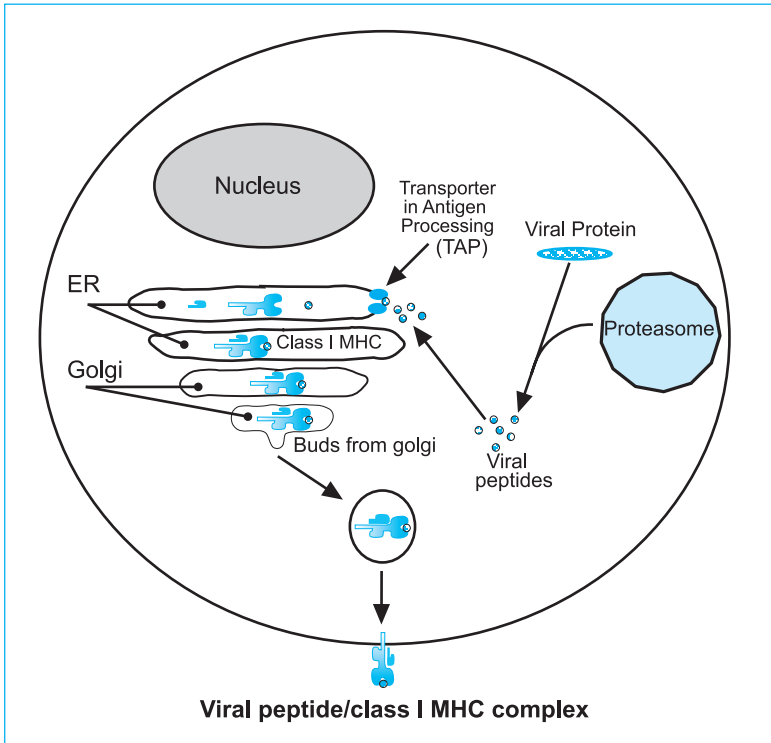 Nucleus
Transporter
in Antigen
Processing
(TAP)
Viral Protein
ER
Proteasome
Class I MHC
Golgi
Buds from golgi
Viral
peptides
Viral peptide/class I MHC complex